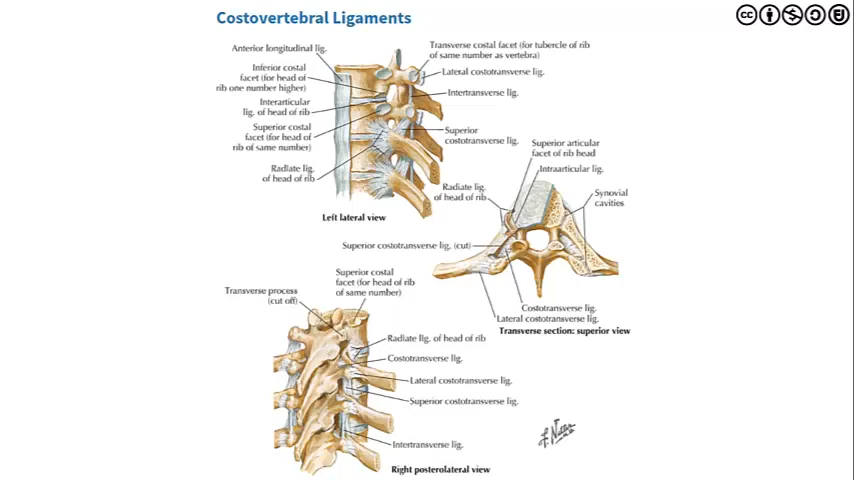 Costovertebral Ligaments
Anterior longitudinal lig.
Inferior costal
facet (for head of
rib one number higher)
Interarticular
lig. of head of rib
Superior costal
facet (for head of
rib of same number)
Radiate lig.
of head of rib
Transverse costal facet (for tubercle of rib
of same number as vertebra)
Lateral costotransverse lig.
Intertransverse lig.
Superior
costotransverse lig.
Left lateral view
Superior articular
facet of rib head
Intraarticular lig.
Synovial
cavities
Radiate lig.
of head of rib
Superior costotransverse lig. (cut)
Costotransverse lig.
Lateral costotransverse lig.
Transverse section: superior view
Superior costal
facet (for head of rib
of same number)
Transverse process
(cut off)
Radiate lig. of head of rib
Costotransverse lig.
Lateral costotransverse lig.
Superior costotransverse lig.
Intertransverse lig.
Right posterolateral view
F. Netter
cc